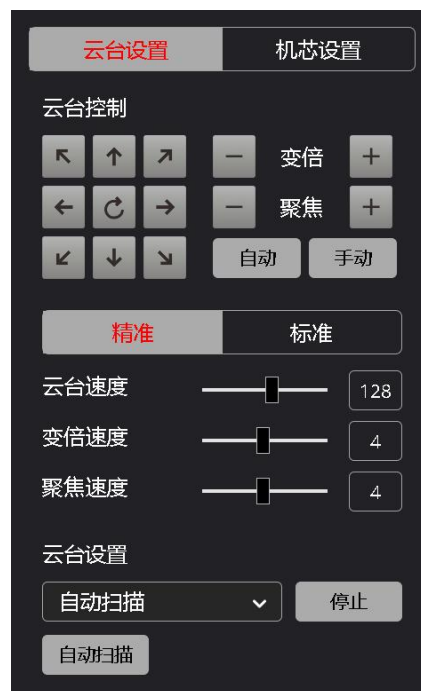 云台设置 机芯设置
云台控制
变倍
聚焦
自动 手动
精准 标准
云台速度 128
变倍速度 4
聚焦速度 4
云台设置
自动扫描 停止
自动扫描